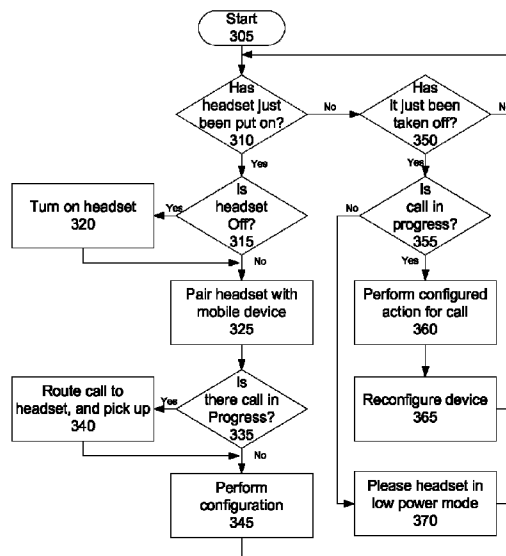 Start
305
Has
headset just
been put on?
310
No
Has
it just been
taken off?
350
No
Yes
Yes
Is
headset
Off?
315
Yes
Turn on headset
320
No
Is
call in
progress?
355
No
Yes
Pair headset with
mobile device
325
Perform configured
action for call
360
Is
there call in
Progress?
335
Yes
Route call to
headset, and pick up
340
No
Reconfigure device
365
Perform
configuration
345
Please headset in
low power mode
370